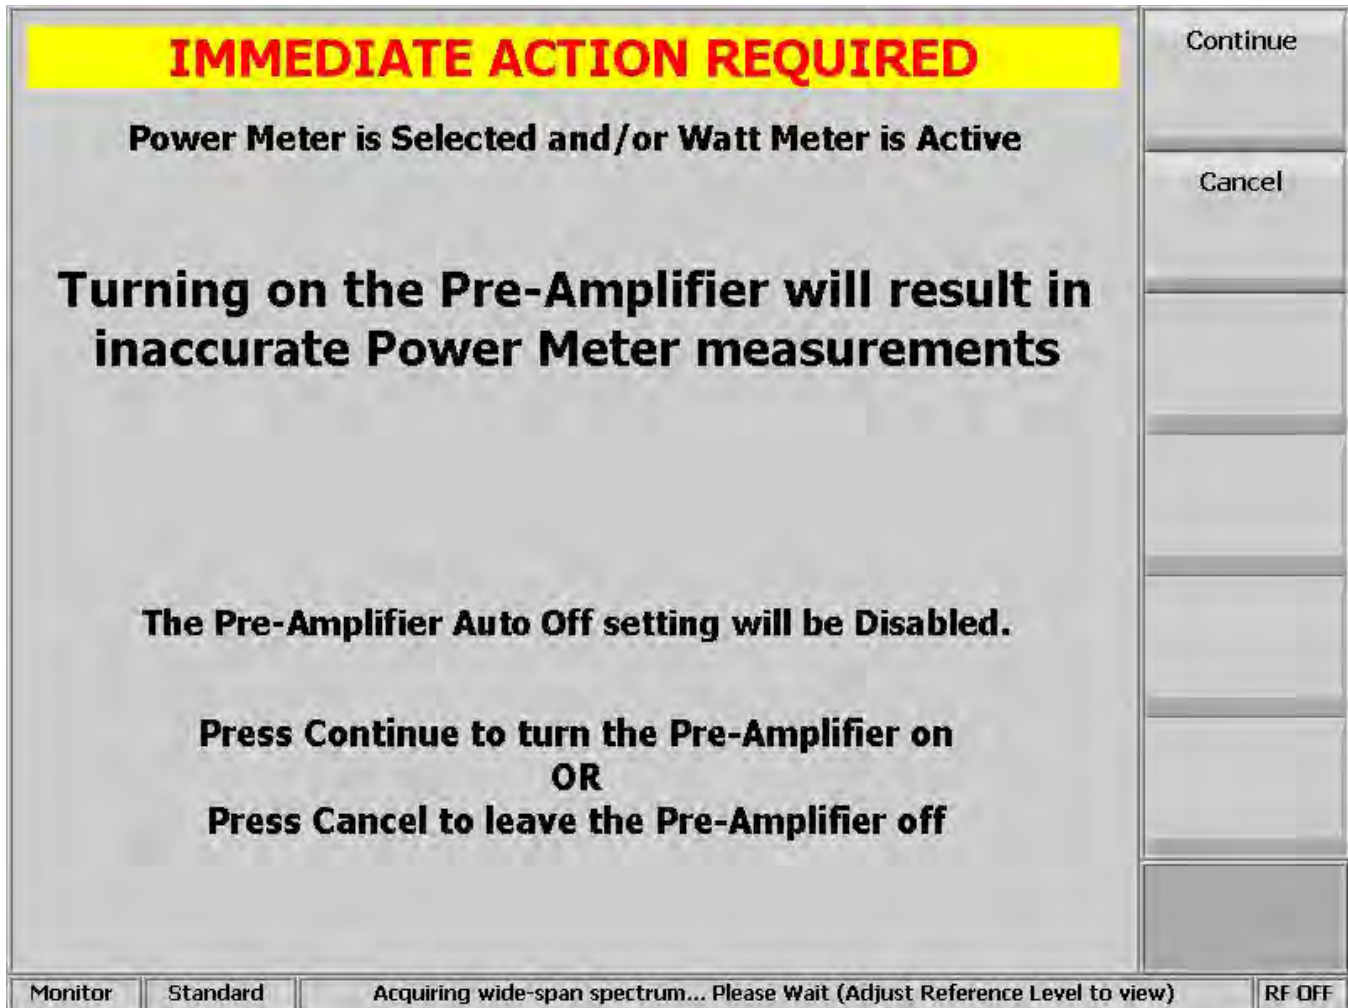 IMMEDIATE ACTION REQUIRED
Power Meter is Selected and/or Watt Meter is Active
Turning on the Pre-Amplifier will result in
inaccurate Power Meter measurements
The Pre-Amplifier Auto Off setting will be Disabled.
Press Continue to turn the Pre-Amplifier on
OR
Press Cancel to leave the Pre-Amplifier off
Continue
Cancel
Monitor
Standard
Acquiring wide-span spectrum... Please Wait (Adjust Reference Level to view)
RF OFF